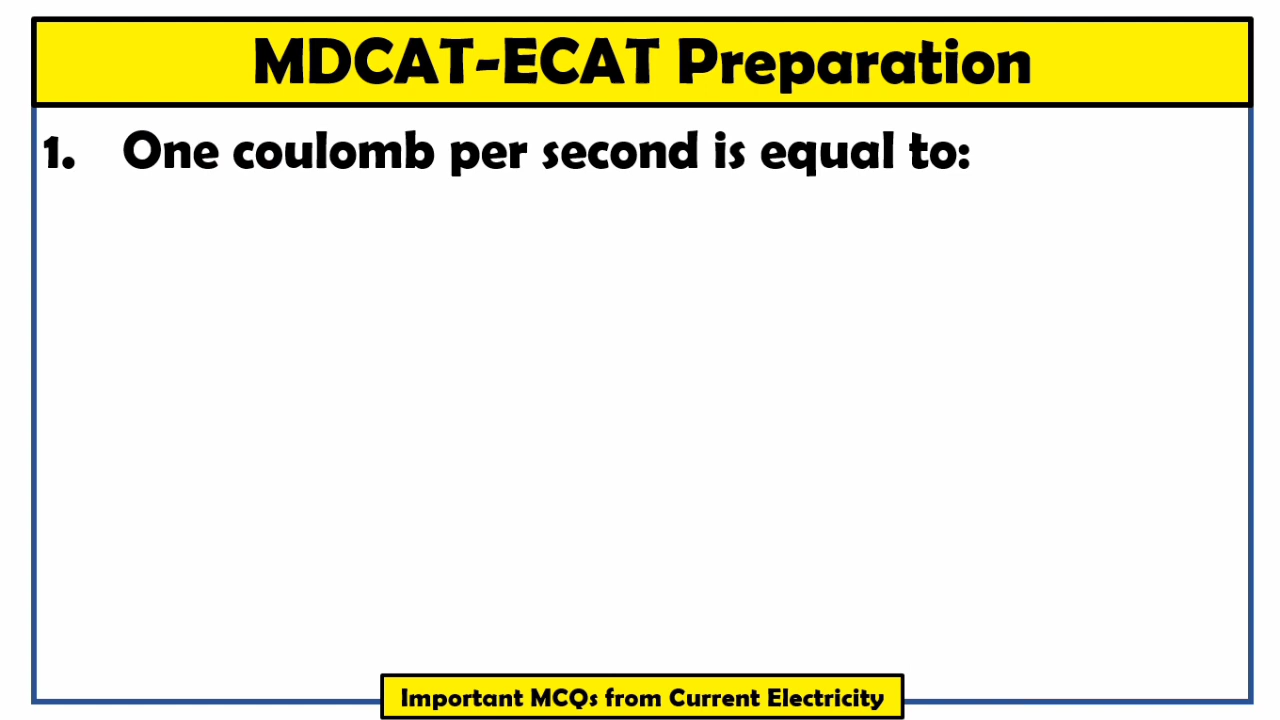 MDCAT-ECAT Preparation
1. One coulomb per second is equal to:
Important MCQs from Current Electricity